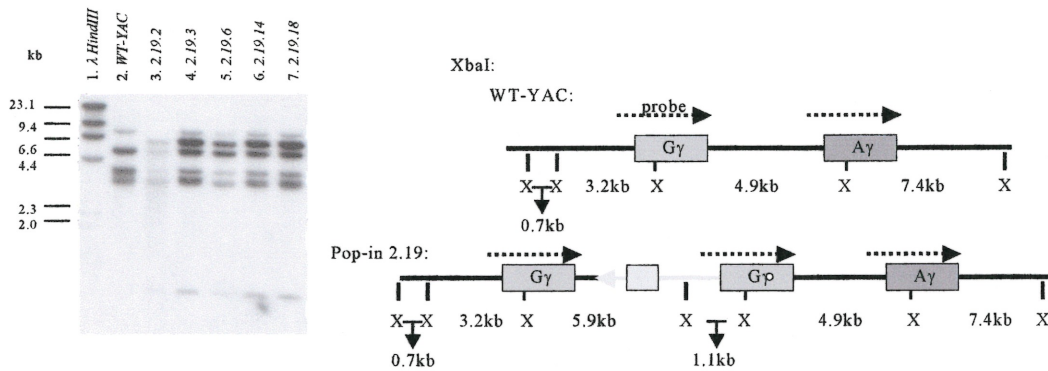 kb
1. λ HindIII
2. WT-YAC
3. 2.19.2
4. 2.19.3
5. 2.19.6
6. 2.19.14
7. 2.19.18
23.1
9.4
6.6
4.4
2.3
2.0
XbaI:
WT-YAC:
probe
Gγ
Aγ
X X 3.2kb X 4.9kb X 7.4kb X
0.7kb
Pop-in 2.19:
Gγ
Gρ
Aγ
X X 3.2kb X 5.9kb X X 4.9kb X 7.4kb X
0.7kb
1.1kb